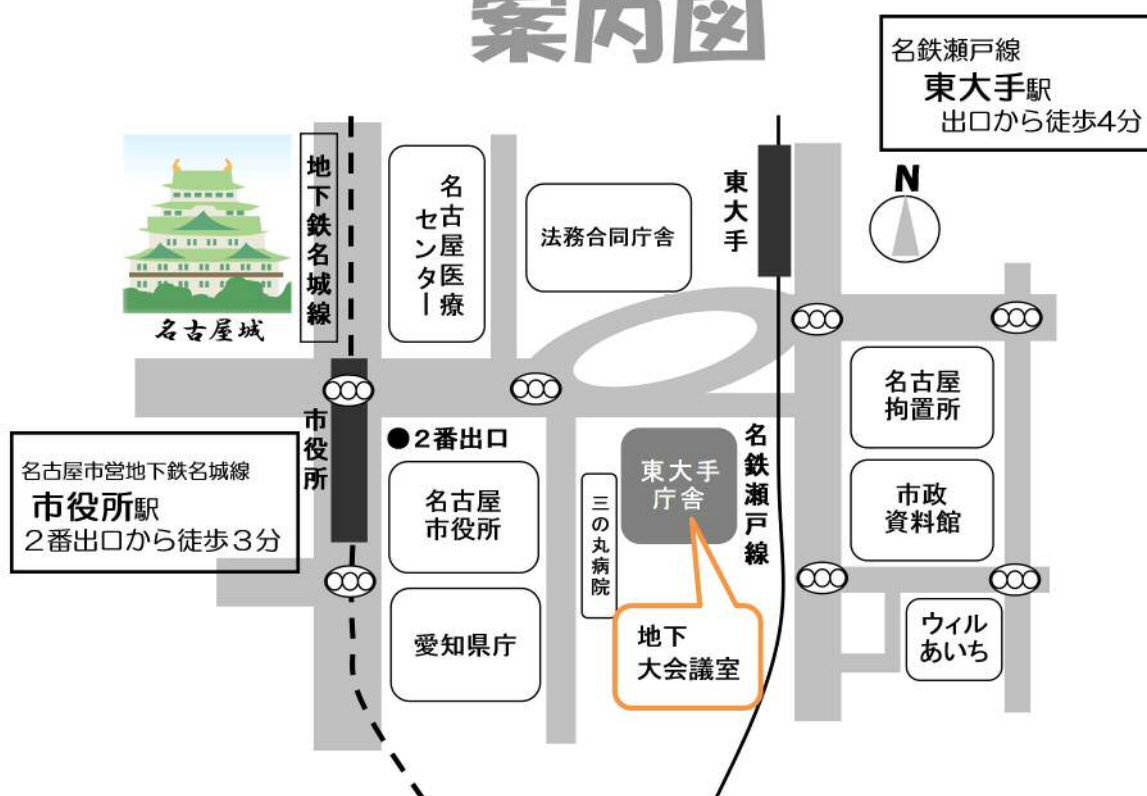 案内図
名鉄瀬戸線
東大手駅
出口から徒歩4分
N
地下鉄名城線
名古屋医療
センター
法務合同庁舎
東大手
名古屋城
名古屋
拘置所
市役所
●2番出口
名古屋市営地下鉄名城線
市役所駅
2番出口から徒歩3分
名古屋
市役所
三の丸病院
東大手
庁舎
名鉄瀬戸線
市政
資料館
愛知県庁
地下
大会議室
ウィル
あいち